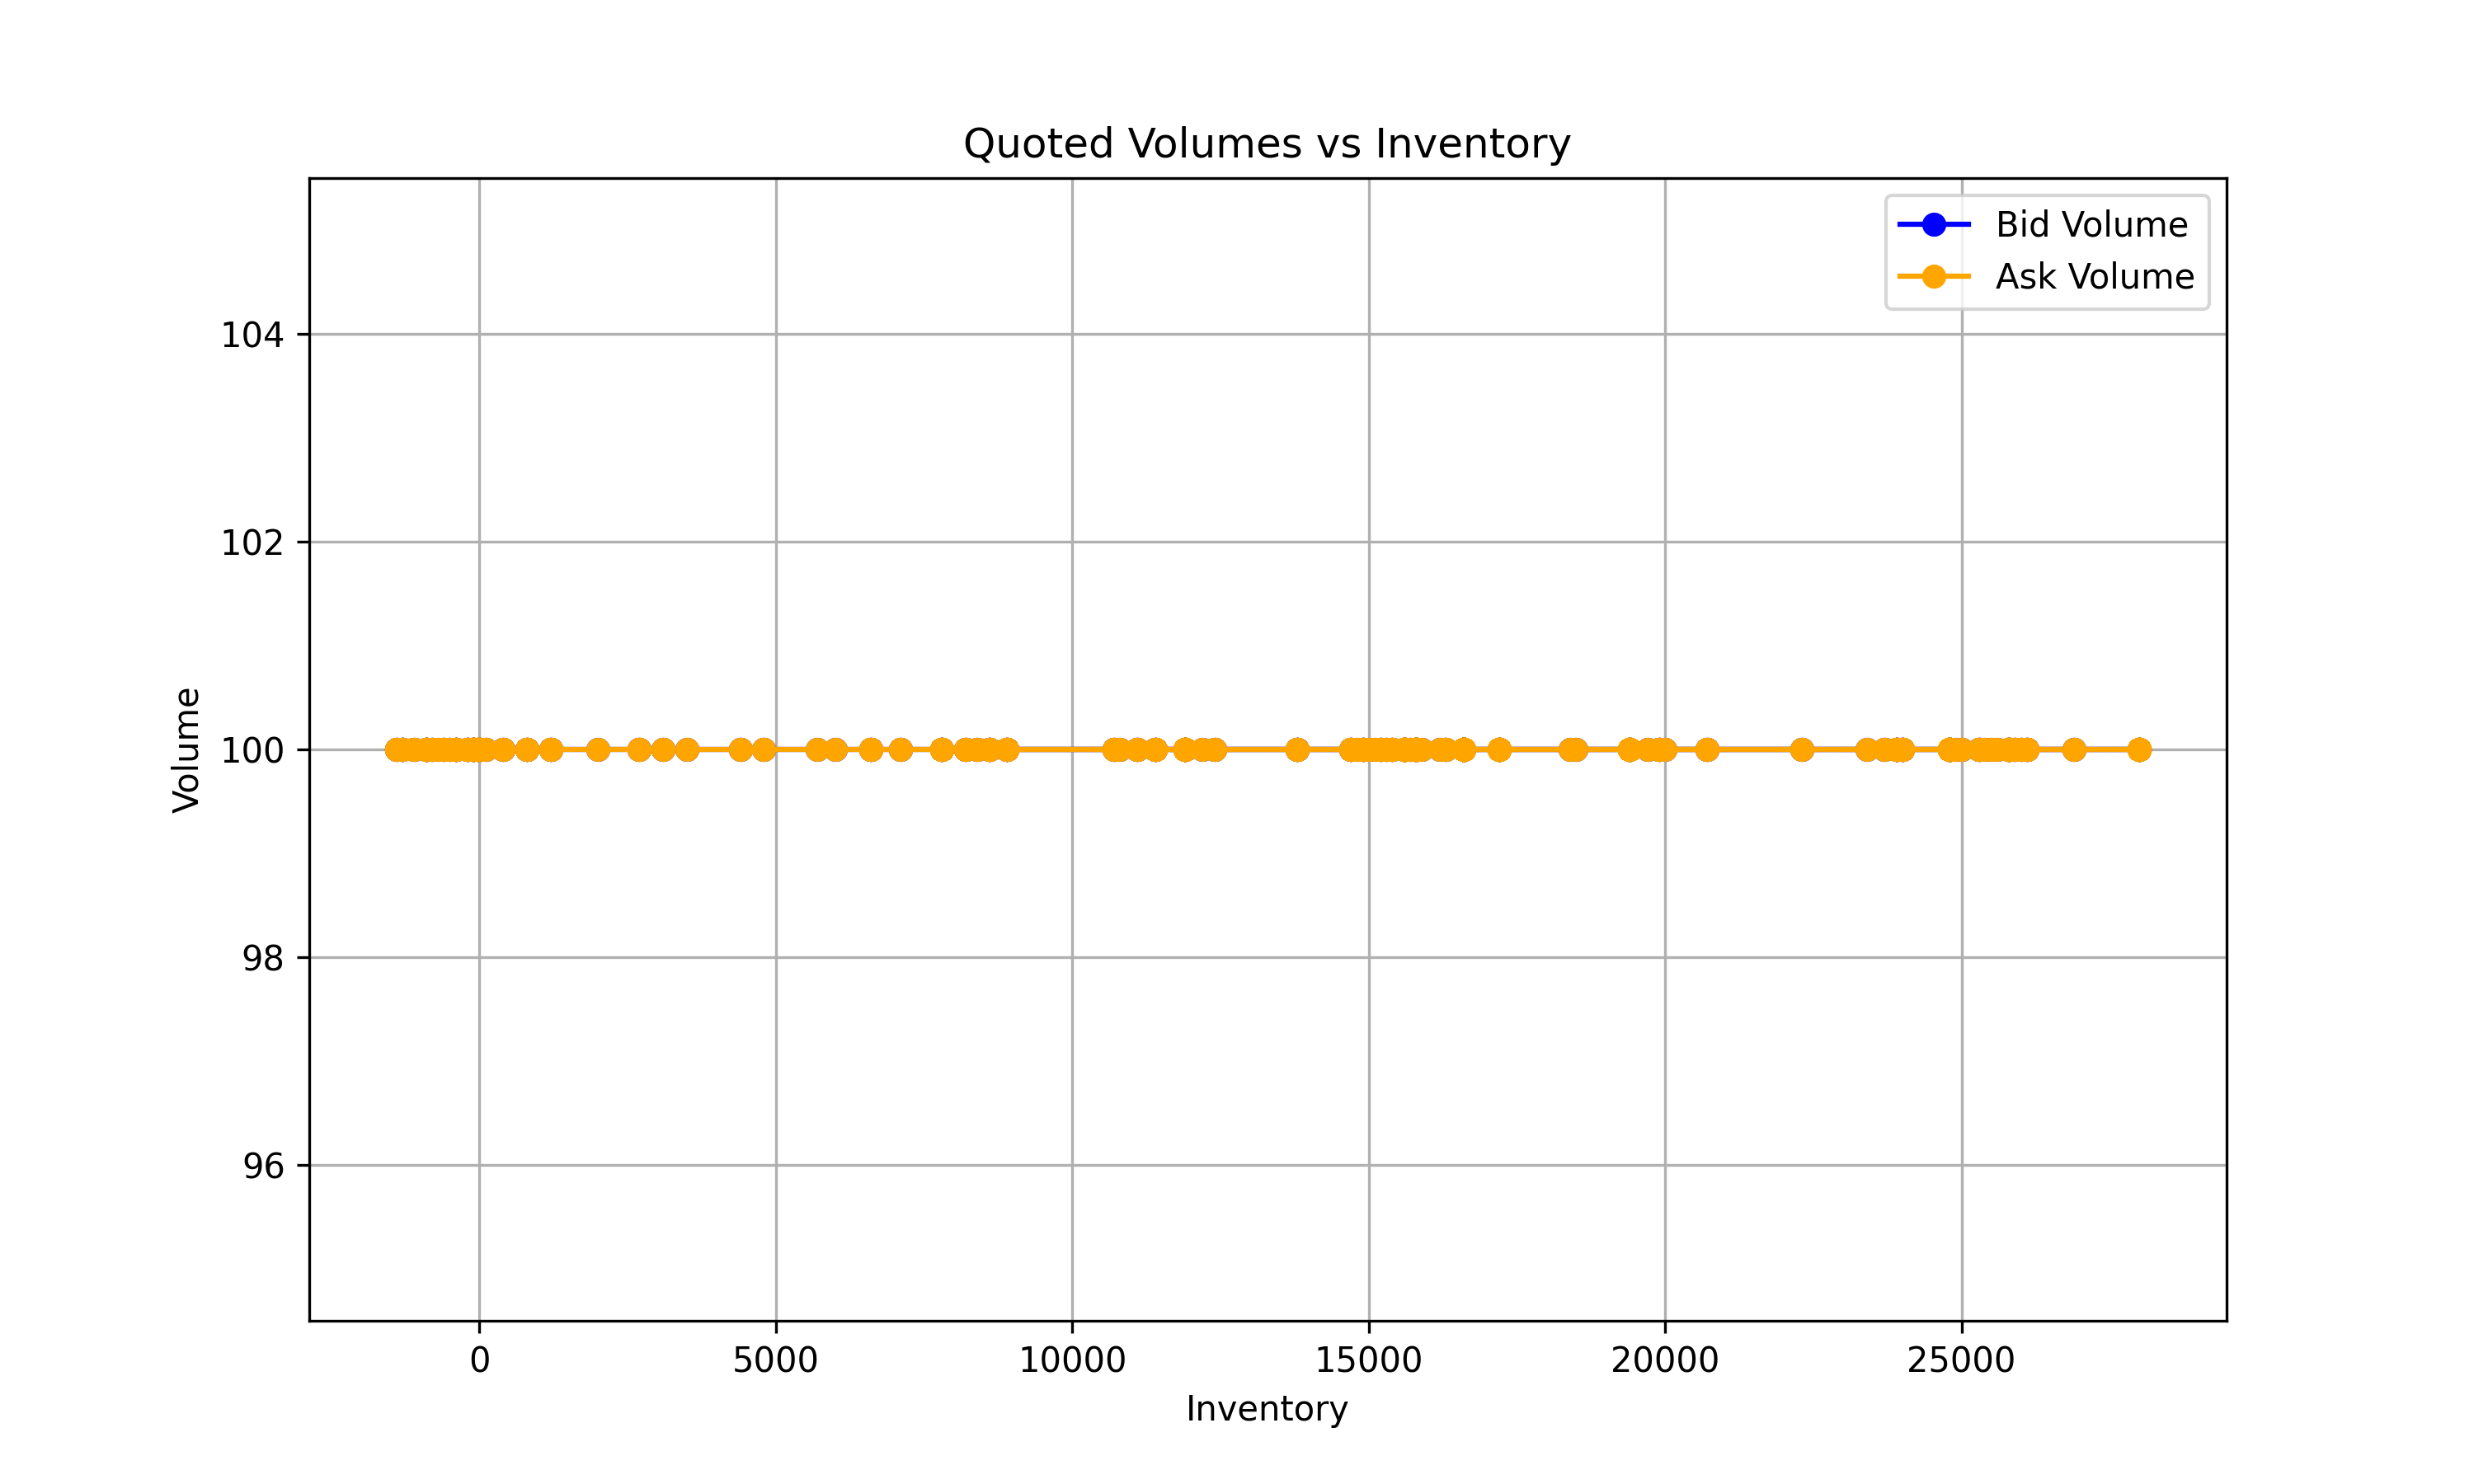 Quoted Volumes vs Inventory
Bid Volume
Ask Volume
104
102
100
98
96
Volume
0 5000 10000 15000 20000 25000
Inventory